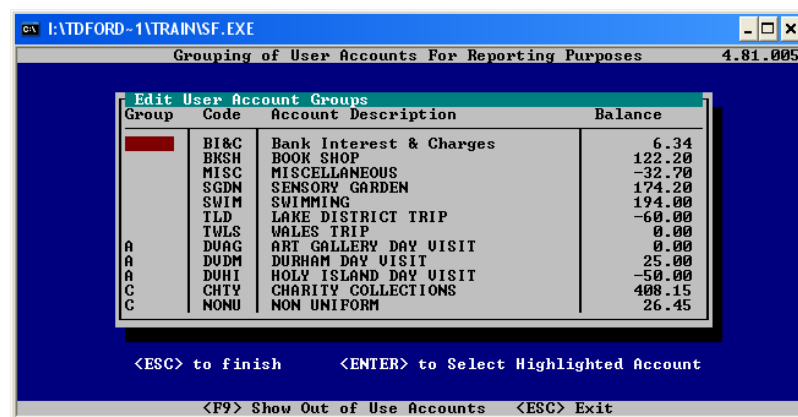 I:\TDFORD~1\TRAIN\SF.EXE
Grouping of User Accounts For Reporting Purposes 4.81.005
Edit User Account Groups
Group Code Account Description Balance
BI&C Bank Interest & Charges 6.34
BKSH BOOK SHOP 122.20
MISC MISCELLANEOUS -32.70
SGDN SENSORY GARDEN 174.20
SWIM SWIMMING 194.00
TLD LAKE DISTRICT TRIP -60.00
TWLS WALES TRIP 0.00
A DVAG ART GALLERY DAY VISIT 0.00
A DVDM DURHAM DAY VISIT 25.00
A DVHI HOLY ISLAND DAY VISIT -50.00
C CHTY CHARITY COLLECTIONS 408.15
C NONU NON UNIFORM 26.45
<ESC> to finish <ENTER> to Select Highlighted Account
<F9> Show Out of Use Accounts <ESC> Exit